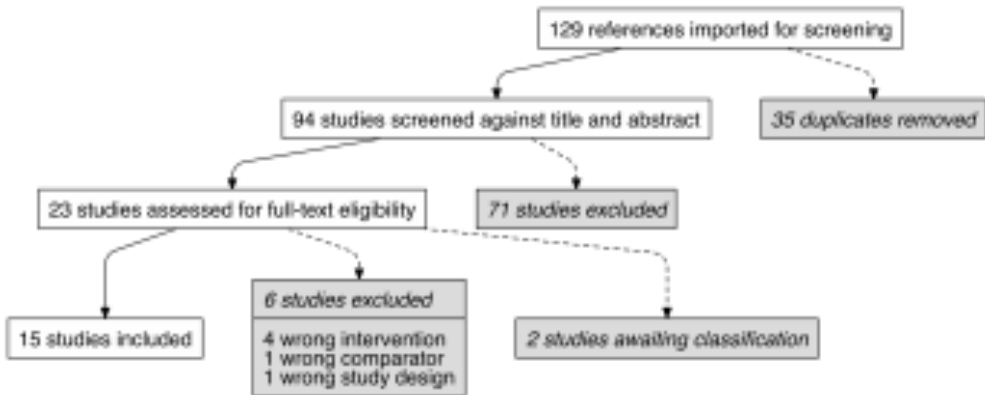 129 references imported for screening
94 studies screened against title and abstract
35 duplicates removed
23 studies assessed for full-text eligibility
71 studies excluded
15 studies included
6 studies excluded
4 wrong intervention
1 wrong comparator
1 wrong study design
2 studies awaiting classification